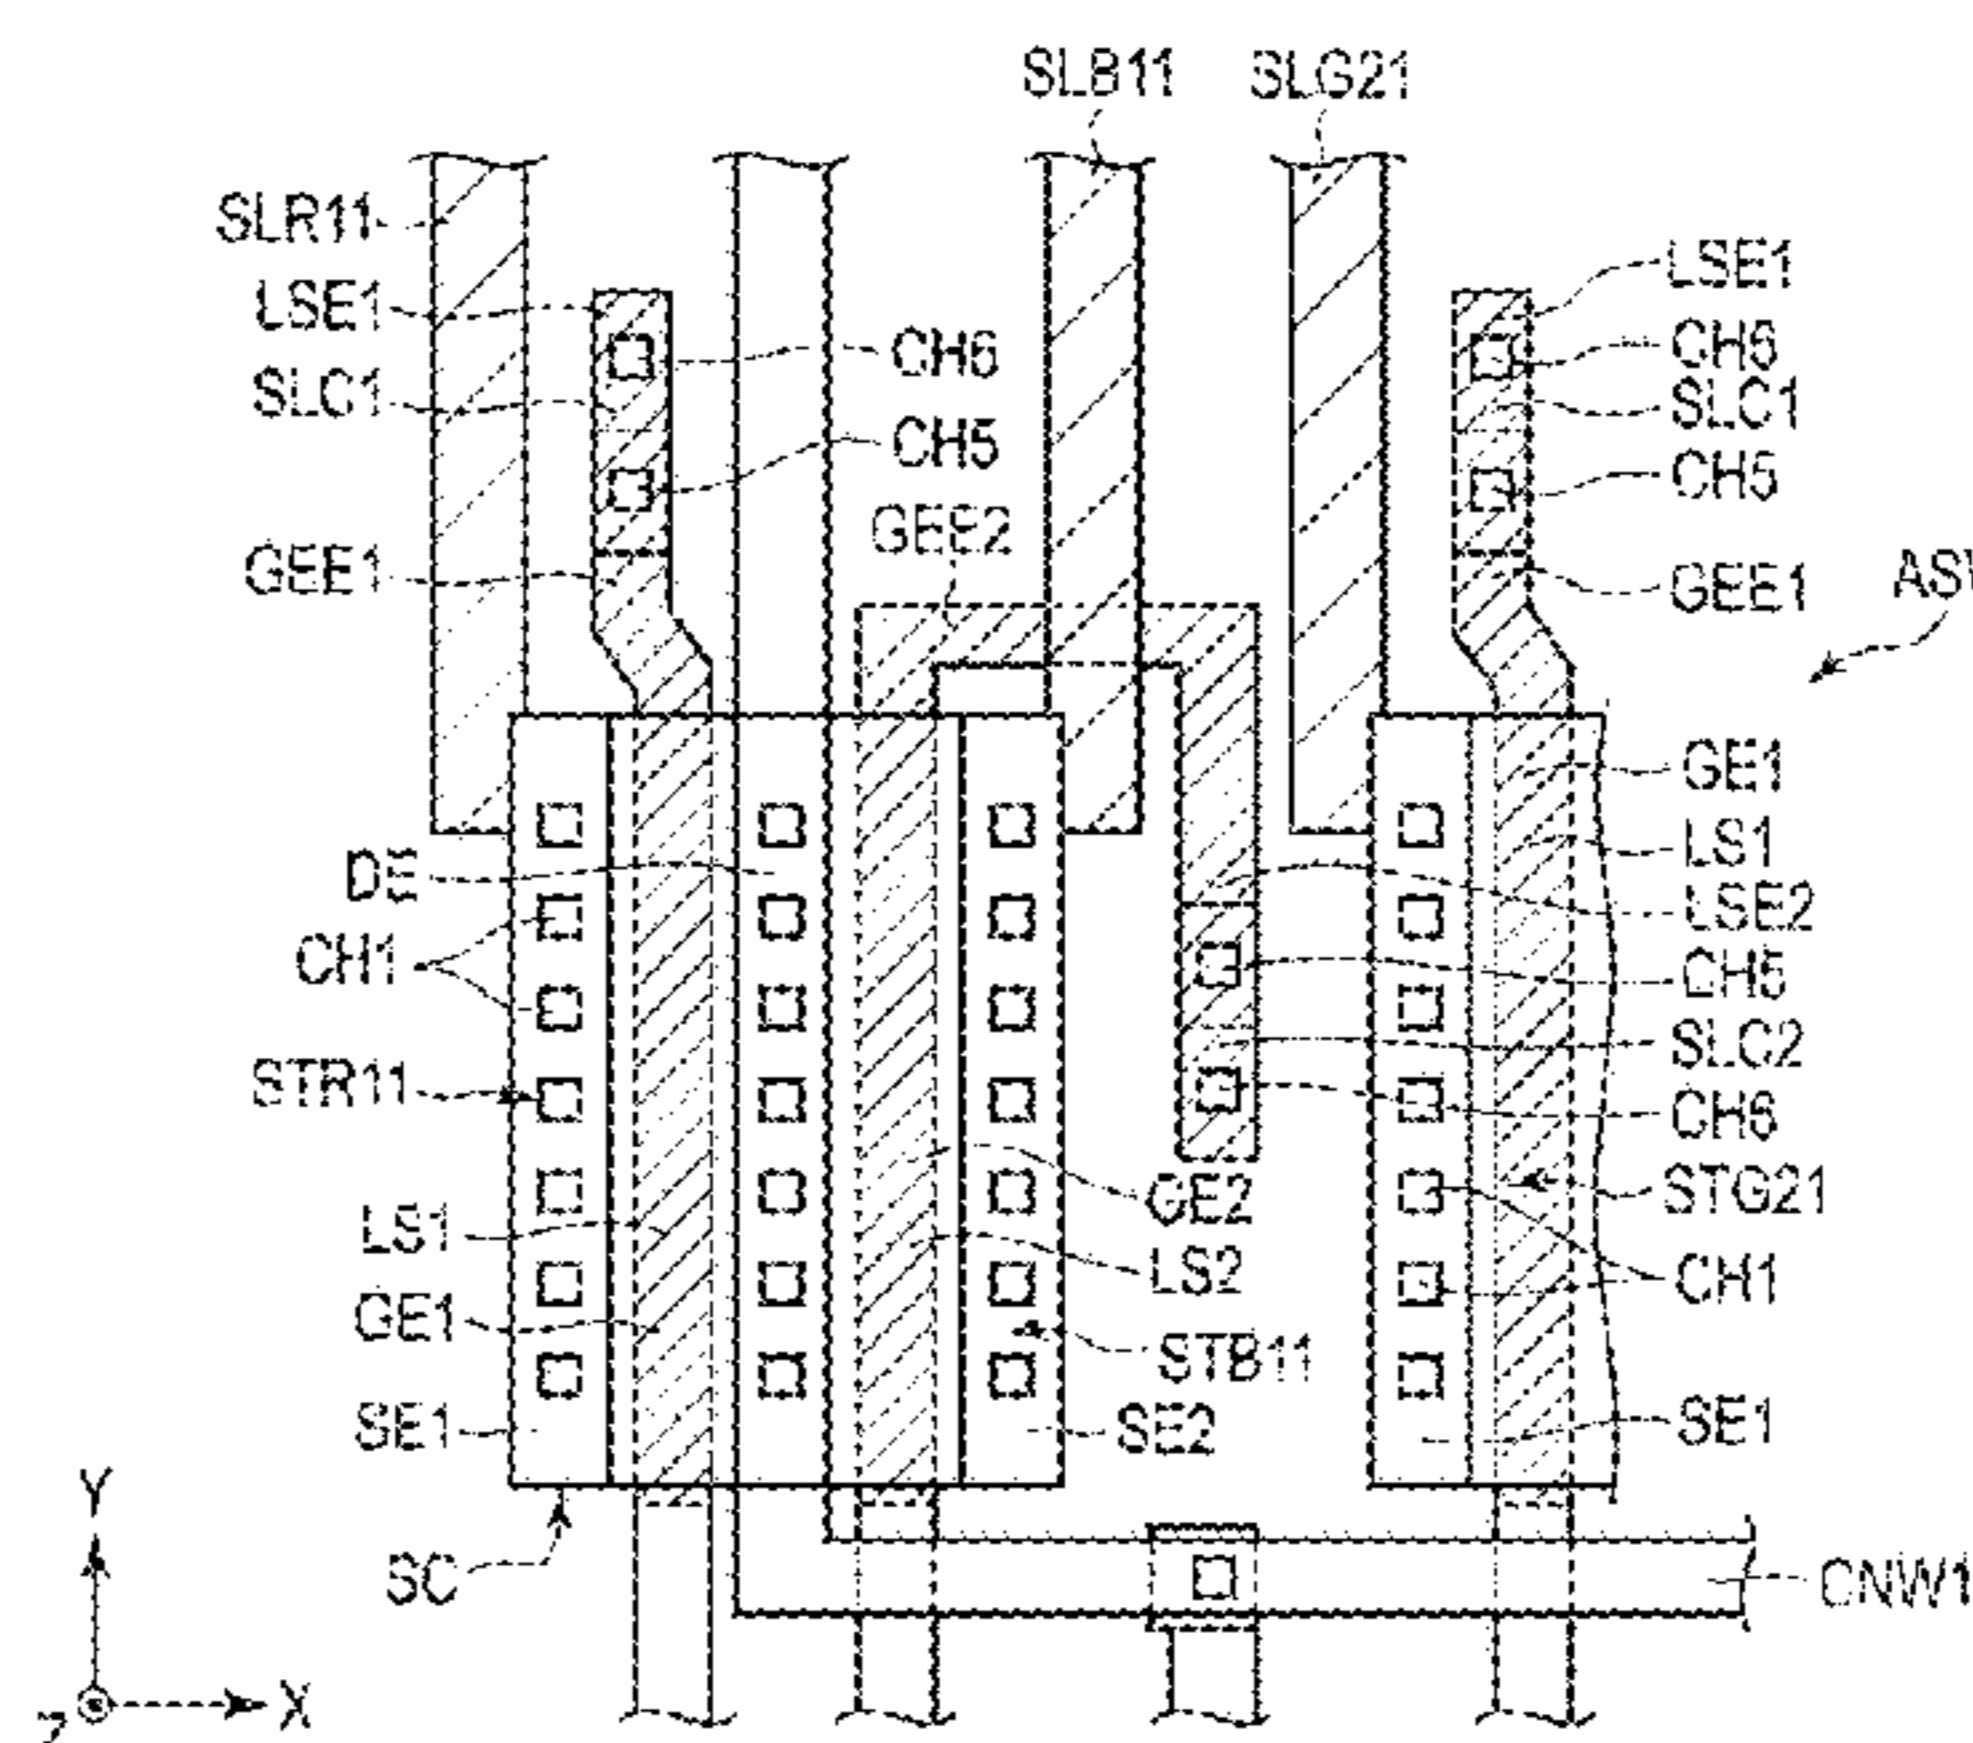 SLB11 SLG21
SLR11
LSE1 LSE1
CH6 CH6
SLC1 SLC1
CH5 CH5
GEE2
GEE1 GEE1
GE1
DE LS1
LSE2
CH1 CH5
SLC2
STR11 CH6
GE2 STG21
LS1 LS2 CH1
GE1 STB11
SE1 SE2 SE1
Y
SC CNW1
X
Z